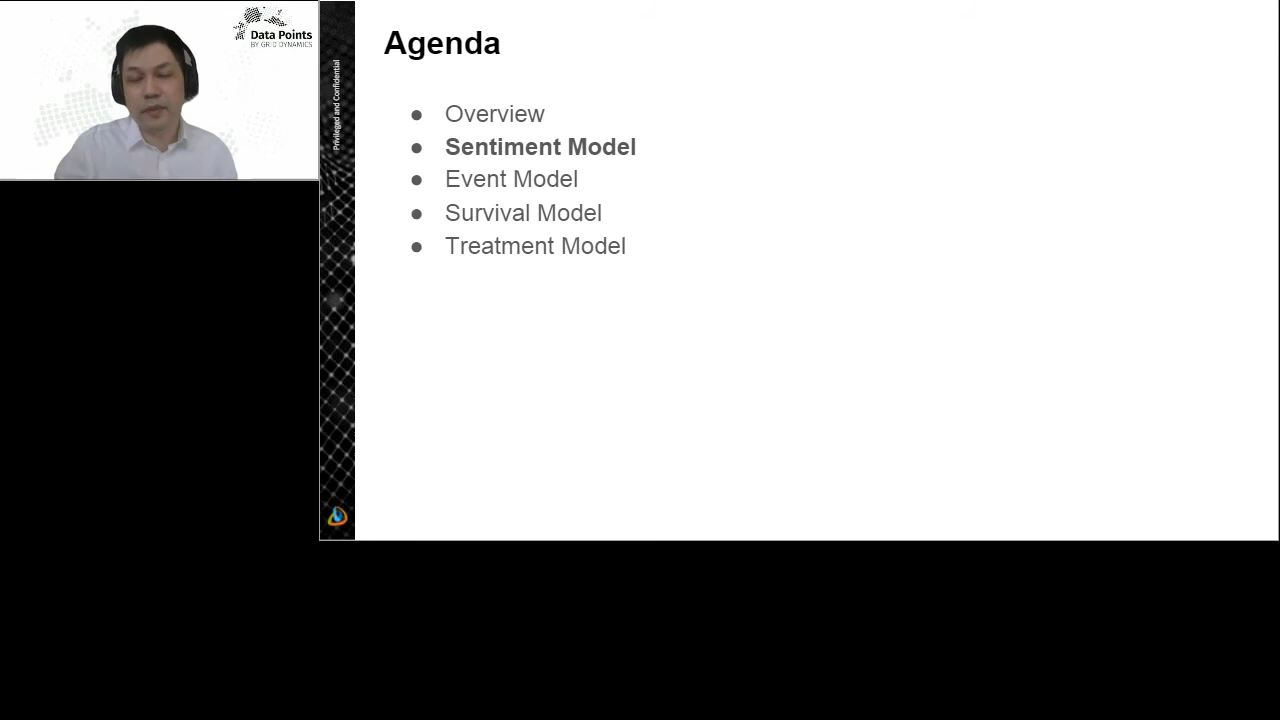 Data Points
BY GRID DYNAMICS
Privileged and Confidential
Agenda
● Overview
● Sentiment Model
● Event Model
● Survival Model
● Treatment Model